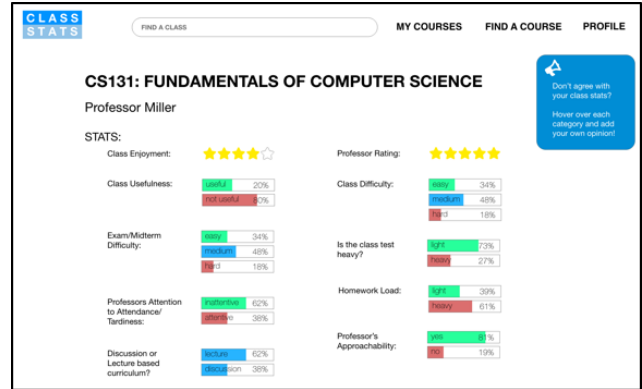 CLASS
STATS
FIND A CLASS
MY COURSES
FIND A COURSE
PROFILE
CS131: FUNDAMENTALS OF COMPUTER SCIENCE
Professor Miller
Don't agree with
your class stats?
Hover over each
category and add
your own opinion!
STATS:
Class Enjoyment:
Professor Rating:
Class Usefulness:
useful 20%
not useful 80%
Class Difficulty:
easy 34%
medium 48%
hard 18%
Exam/Midterm
Difficulty:
easy 34%
medium 48%
hard 18%
Is the class test
heavy?
light 73%
heavy 27%
Professors Attention
to Attendance/
Tardiness:
inattentive 62%
attentive 38%
Homework Load:
light 39%
heavy 61%
Discussion or
Lecture based
curriculum?
lecture 62%
discussion 38%
Professor's
Approachability:
yes 81%
no 19%